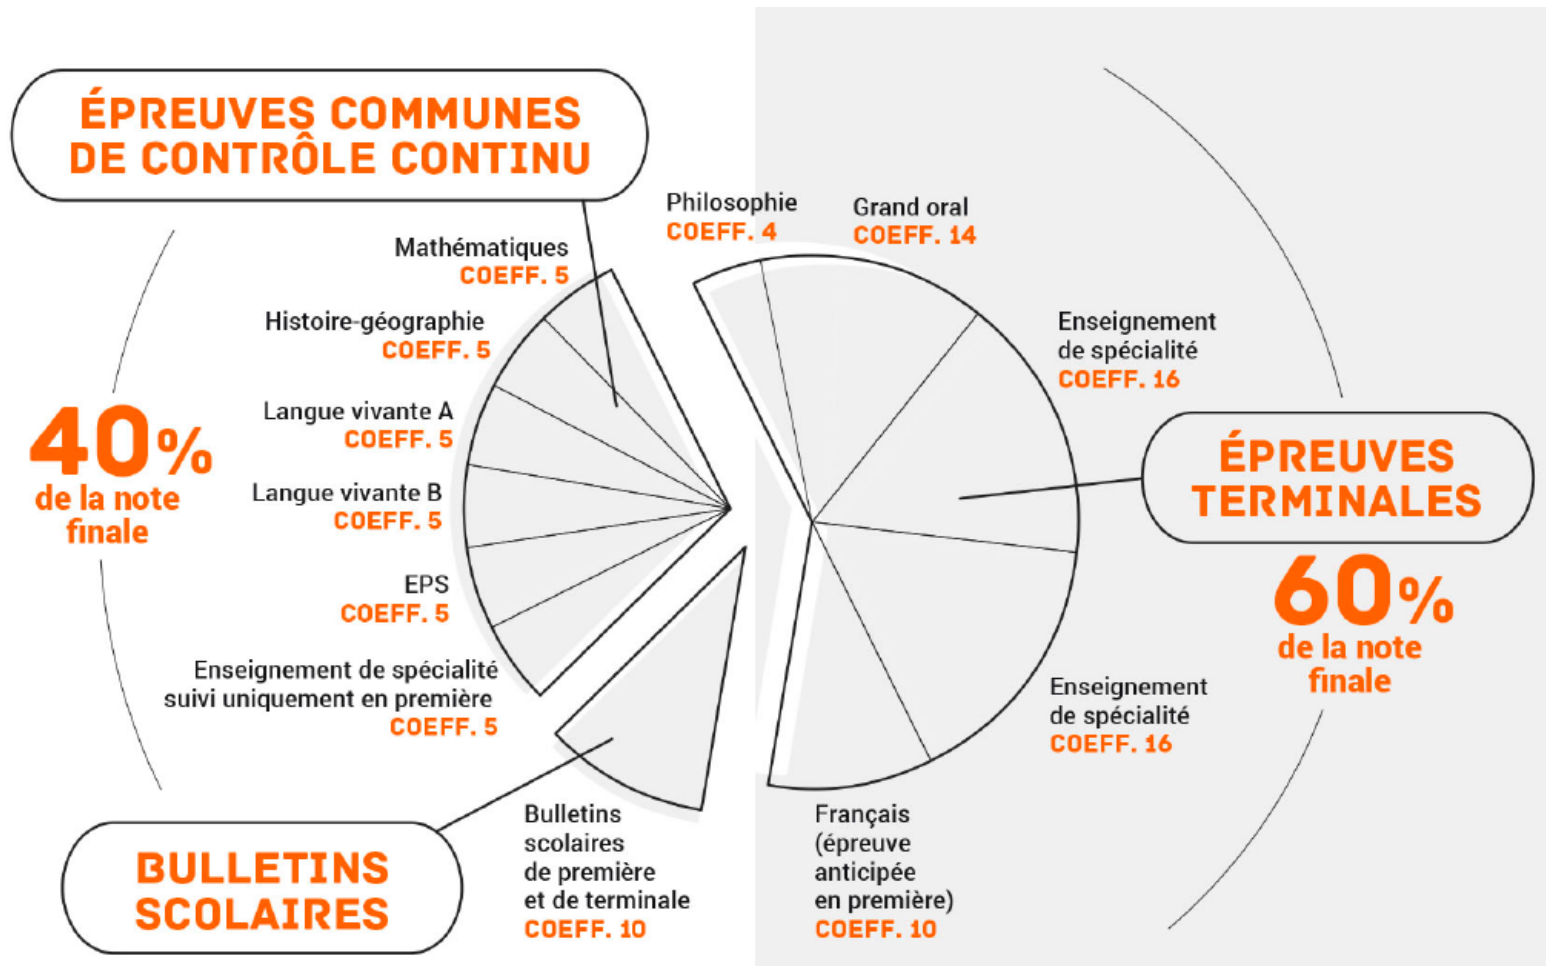 ÉPREUVES COMMUNES
DE CONTRÔLE CONTINU
Mathématiques
COEFF. 5
Histoire-géographie
COEFF. 5
Langue vivante A
COEFF. 5
Langue vivante B
COEFF. 5
EPS
COEFF. 5
Enseignement de spécialité
suivi uniquement en première
COEFF. 5
40%
de la note
finale
BULLETINS
SCOLAIRES
Bulletins
scolaires
de première
et de terminale
COEFF. 10
Philosophie
COEFF. 4
Grand oral
COEFF. 14
Enseignement
de spécialité
COEFF. 16
ÉPREUVES
TERMINALES
60%
de la note
finale
Enseignement
de spécialité
COEFF. 16
Français
(épreuve
anticipée
en première)
COEFF. 10